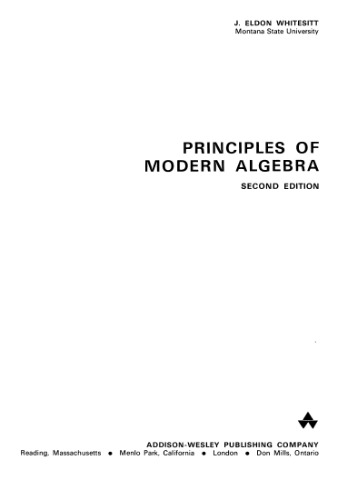 J. ELDON WHITESITT
Montana State University
PRINCIPLES OF
MODERN ALGEBRA
SECOND EDITION
ADDISON-WESLEY PUBLISHING COMPANY
Reading, Massachusetts • Menlo Park, California • London • Don Mills, Ontario